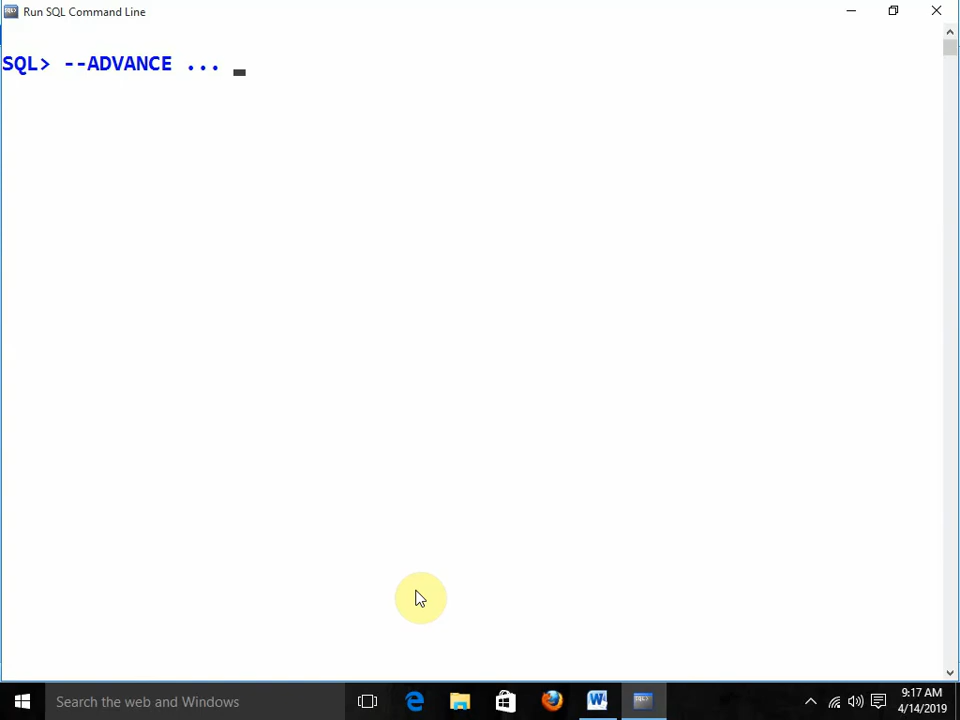 Run SQL Command Line
SQL> --ADVANCE ...
Search the web and Windows
9:17 AM
4/14/2019